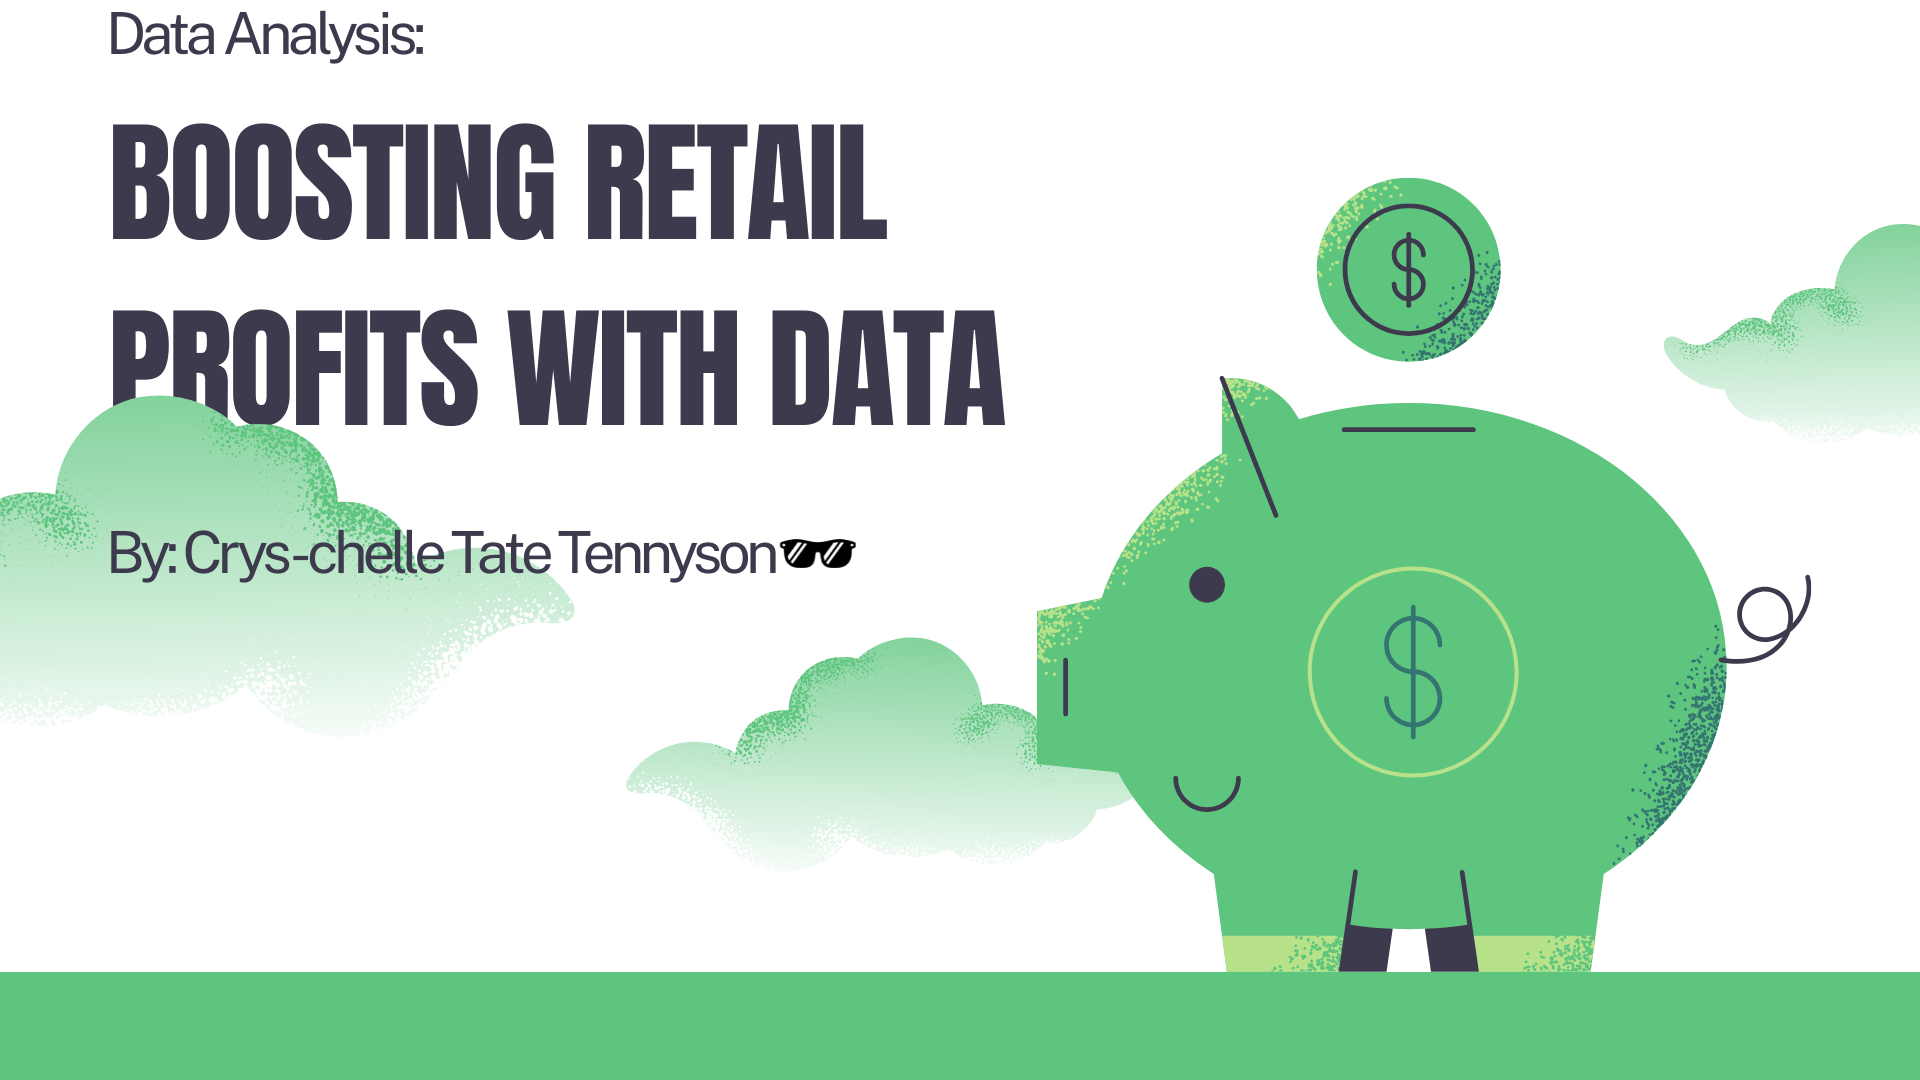 Data Analysis:
BOOSTING RETAIL
PROFITS WITH DATA
$
By: Crys-chelle Tate Tennyson🕶️
$